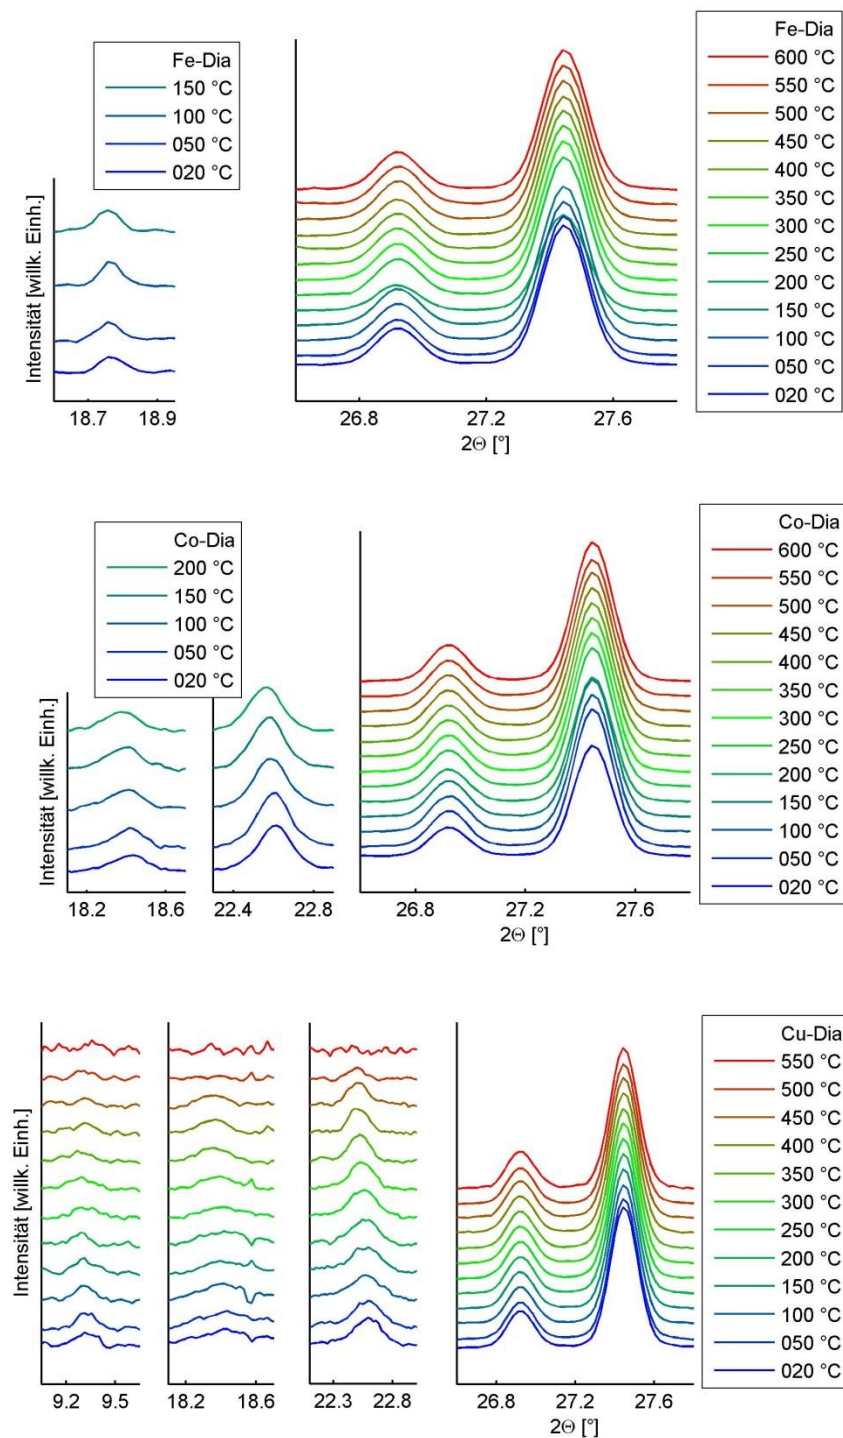 Fe-Dia
150 °C
100 °C
050 °C
020 °C
Fe-Dia
600 °C
550 °C
500 °C
450 °C
400 °C
350 °C
300 °C
250 °C
200 °C
150 °C
100 °C
050 °C
020 °C
Intensität [willk. Einh.]
18.7 18.9
26.8 27.2 27.6
2Θ [°]
Co-Dia
200 °C
150 °C
100 °C
050 °C
020 °C
Co-Dia
600 °C
550 °C
500 °C
450 °C
400 °C
350 °C
300 °C
250 °C
200 °C
150 °C
100 °C
050 °C
020 °C
Intensität [willk. Einh.]
18.2 18.6
22.4 22.8
26.8 27.2 27.6
2Θ [°]
Cu-Dia
550 °C
500 °C
450 °C
400 °C
350 °C
300 °C
250 °C
200 °C
150 °C
100 °C
050 °C
020 °C
Intensität [willk. Einh.]
9.2 9.5
18.2 18.6
22.3 22.8
26.8 27.2 27.6
2Θ [°]